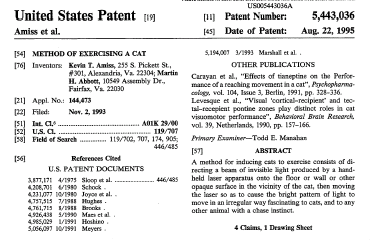 US005443036A
United States Patent [19]
Amiss et al.
[11] Patent Number: 5,443,036
[45] Date of Patent: Aug. 22, 1995
[54] METHOD OF EXERCISING A CAT
[76] Inventors: Kevin T. Amiss, 255 S. Pickett St., #301, Alexandria, Va. 22304; Martin H. Abbott, 10549 Assembly Dr., Fairfax, Va. 22030
[21] Appl. No.: 144,473
[22] Filed: Nov. 2, 1993
[51] Int. Cl.⁶ A01K 29/00
[52] U.S. Cl. 119/707
[58] Field of Search 119/702, 707, 174, 905; 446/485
[56] References Cited
U.S. PATENT DOCUMENTS
3,877,171 4/1975 Sloop et al. 446/485
4,208,701 6/1980 Schock .
4,231,077 10/1980 Joyce et al. .
4,757,515 7/1988 Hughes .
4,761,715 8/1988 Brooks .
4,926,438 5/1990 Maes et al. .
4,985,029 1/1991 Hoshino .
5,056,097 10/1991 Meyers .
5,194,007 3/1993 Marshall et al. .
OTHER PUBLICATIONS
Carayan et al., "Effects of tianeptine on the Performance of a reaching movement in a cat", Psychopharmacology. vol. 104, Issue 3, Berlin, 1991, pp. 328-336.
Levesque et al., "Visual 'cortical-recipient' and tectal-recipient pontine zones play distinct roles in cat visuomotor performance", Behavioral Brain Research, vol. 39, Netherlands, 1990, pp. 157-166.
Primary Examiner—Todd E. Manahan
[57] ABSTRACT
A method for inducing cats to exercise consists of directing a beam of invisible light produced by a hand-held laser apparatus onto the floor or wall or other opaque surface in the vicinity of the cat, then moving the laser so as to cause the bright pattern of light to move in an irregular way fascinating to cats, and to any other animal with a chase instinct.
4 Claims, 1 Drawing Sheet